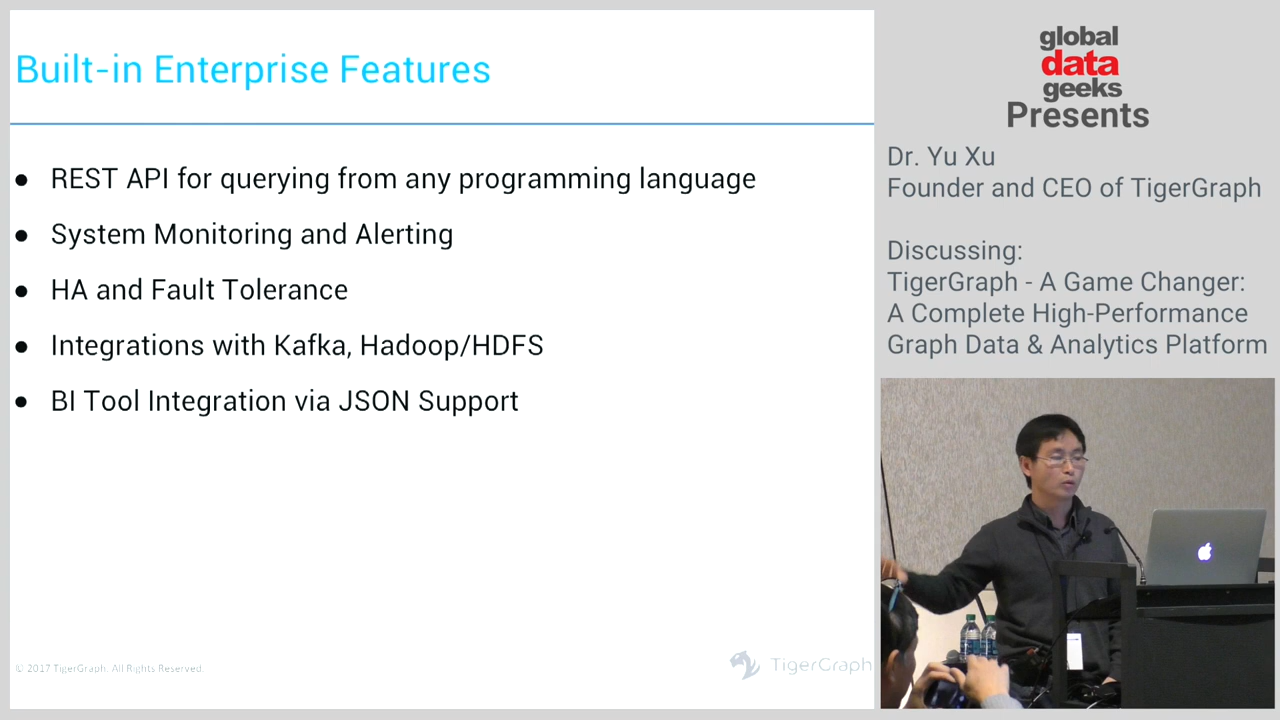 Built-in Enterprise Features
● REST API for querying from any programming language
● System Monitoring and Alerting
● HA and Fault Tolerance
● Integrations with Kafka, Hadoop/HDFS
● BI Tool Integration via JSON Support
© 2017 TigerGraph. All Rights Reserved.
TigerGraph
global
data
geeks
Presents
Dr. Yu Xu
Founder and CEO of TigerGraph
Discussing:
TigerGraph - A Game Changer:
A Complete High-Performance
Graph Data & Analytics Platform